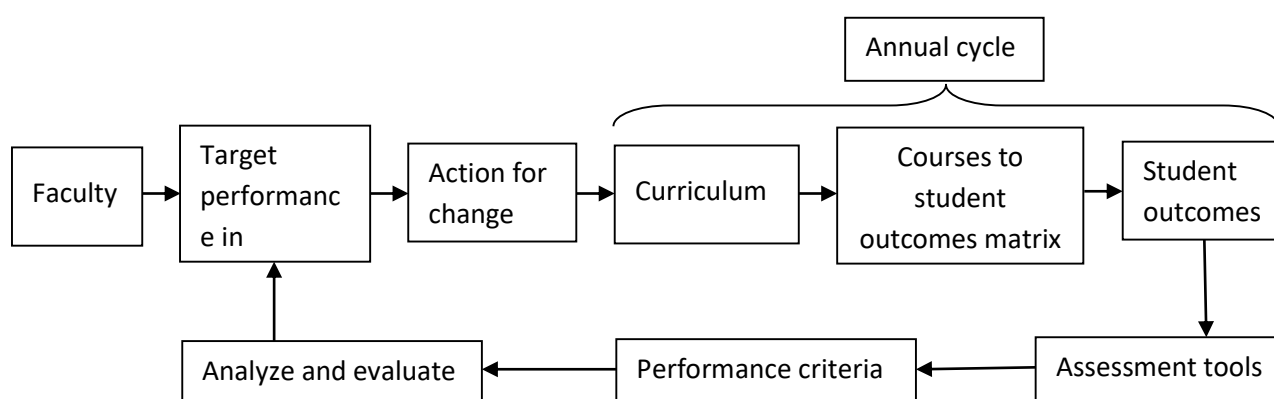 Annual cycle
Faculty
Target
performanc
e in
Action for
change
Curriculum
Courses to
student
outcomes matrix
Student
outcomes
Analyze and evaluate
Performance criteria
Assessment tools